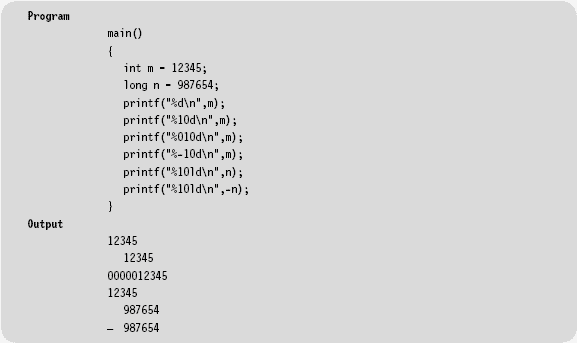 Program
main()
{
int m = 12345;
long n = 987654;
printf("%d\n",m);
printf("%10d\n",m);
printf("%010d\n",m);
printf("%-10d\n",m);
printf("%10ld\n",n);
printf("%10ld\n",-n);
}
Output
12345
12345
0000012345
12345
987654
– 987654